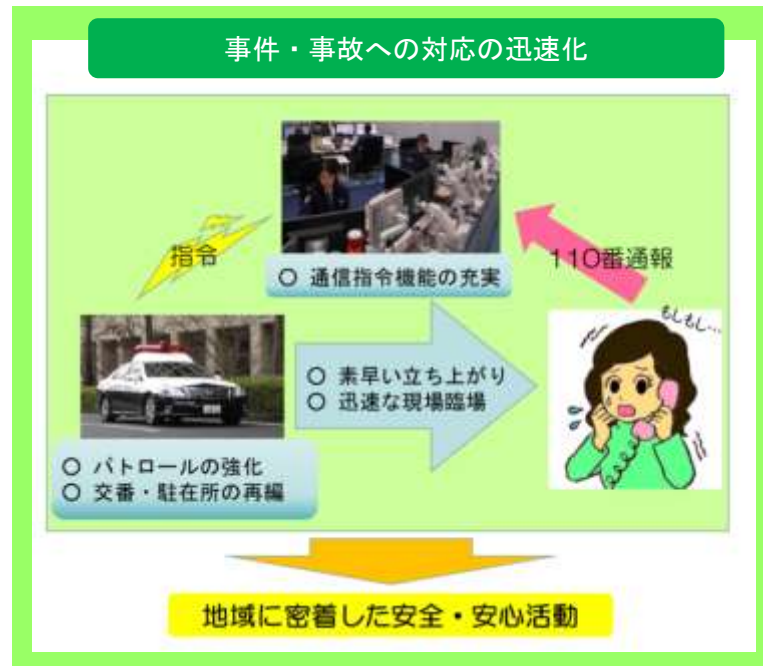 事件・事故への対応の迅速化
指令
110番通報
○ 通信指令機能の充実
もしもし…
○ 素早い立ち上がり
○ 迅速な現場臨場
○ パトロールの強化
○ 交番・駐在所の再編
地域に密着した安全・安心活動